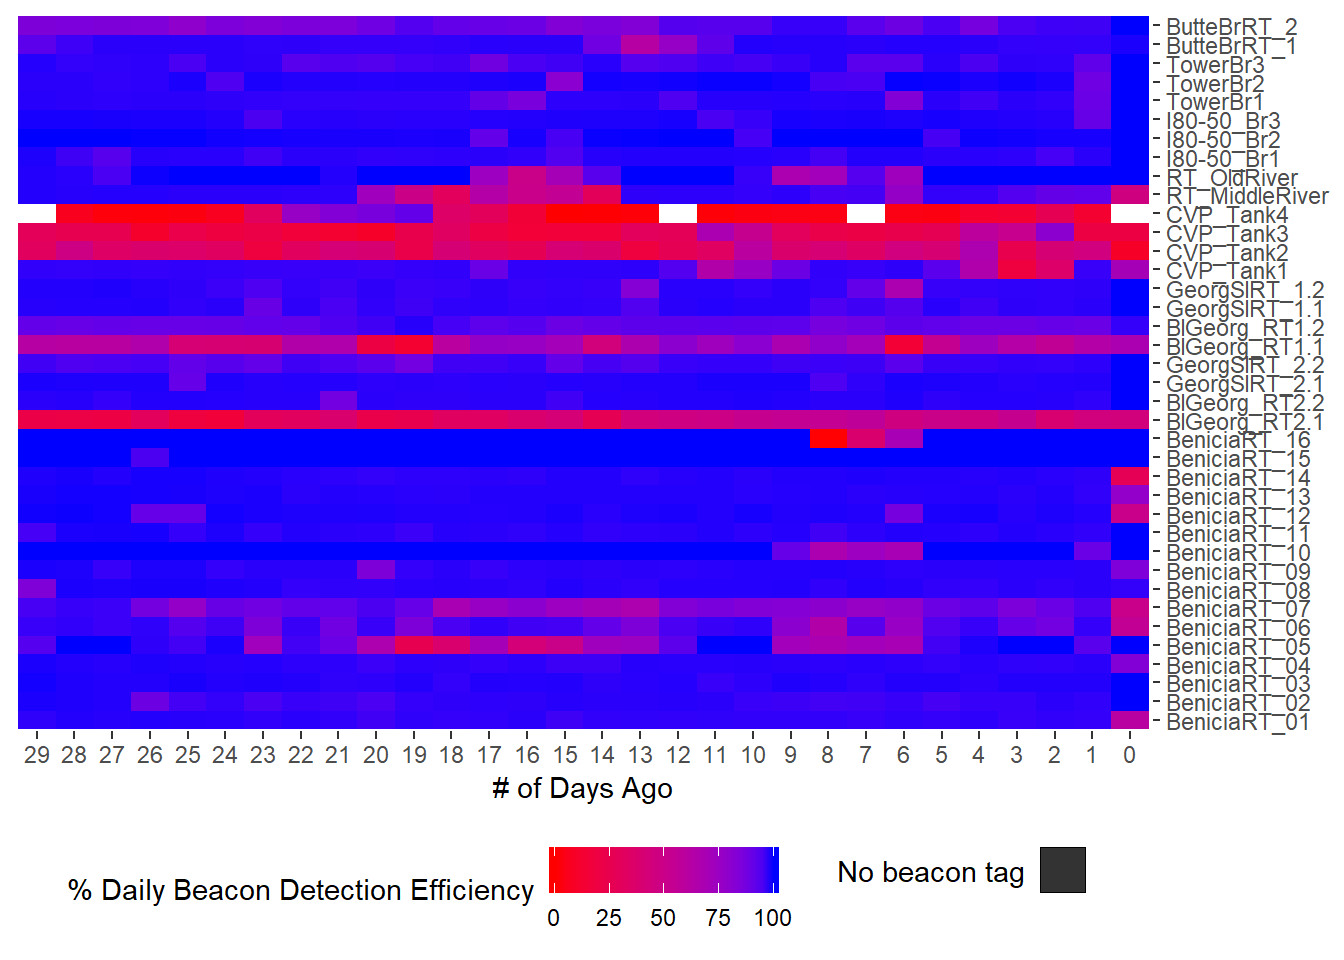 ButteBrRT_2
ButteBrRT_1
TowerBr3
TowerBr2
TowerBr1
I80-50_Br3
I80-50_Br2
I80-50_Br1
RT_OldRiver
RT_MiddleRiver
CVP_Tank4
CVP_Tank3
CVP_Tank2
CVP_Tank1
GeorgSlRT_1.2
GeorgSlRT_1.1
BlGeorg_RT1.2
BlGeorg_RT1.1
GeorgSlRT_2.2
GeorgSlRT_2.1
BlGeorg_RT2.2
BlGeorg_RT2.1
BeniciaRT_16
BeniciaRT_15
BeniciaRT_14
BeniciaRT_13
BeniciaRT_12
BeniciaRT_11
BeniciaRT_10
BeniciaRT_09
BeniciaRT_08
BeniciaRT_07
BeniciaRT_06
BeniciaRT_05
BeniciaRT_04
BeniciaRT_03
BeniciaRT_02
BeniciaRT_01
29 28 27 26 25 24 23 22 21 20 19 18 17 16 15 14 13 12 11 10 9 8 7 6 5 4 3 2 1 0
# of Days Ago
% Daily Beacon Detection Efficiency
0 25 50 75 100
No beacon tag